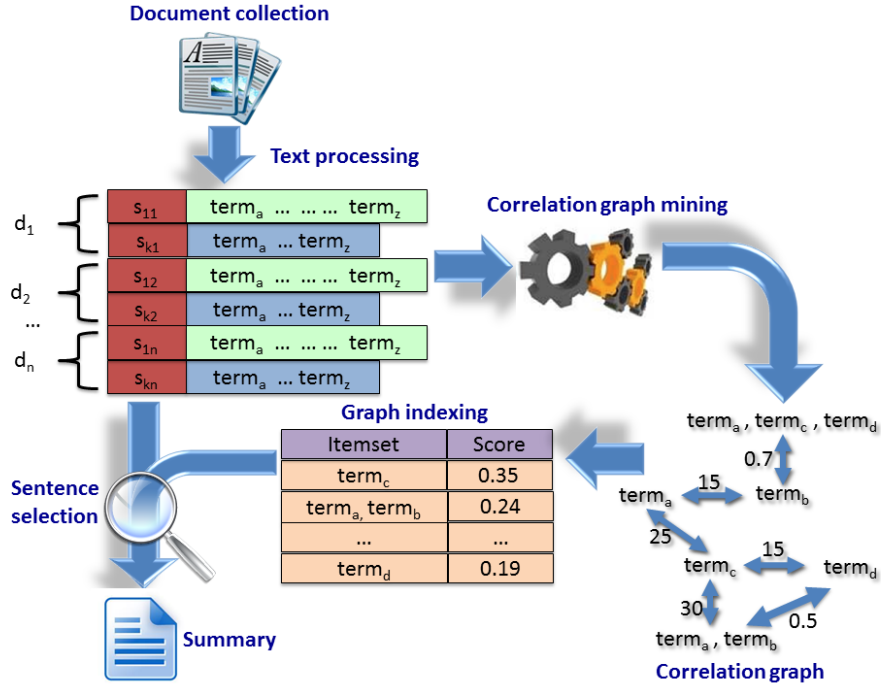 Document collection
Text processing
d1
s11 terma ... ... ... termz
sk1 terma ... termz
d2
s12 terma ... ... ... termz
sk2 terma ... termz
...
dn
s1n terma ... ... ... termz
skn terma ... termz
Correlation graph mining
Graph indexing
Itemset Score
termc 0.35
terma, termb 0.24
... ...
termd 0.19
terma , termc , termd
0.7
terma 15 termb
25
termc 15 termd
30
0.5
terma , termb
Correlation graph
Sentence
selection
Summary